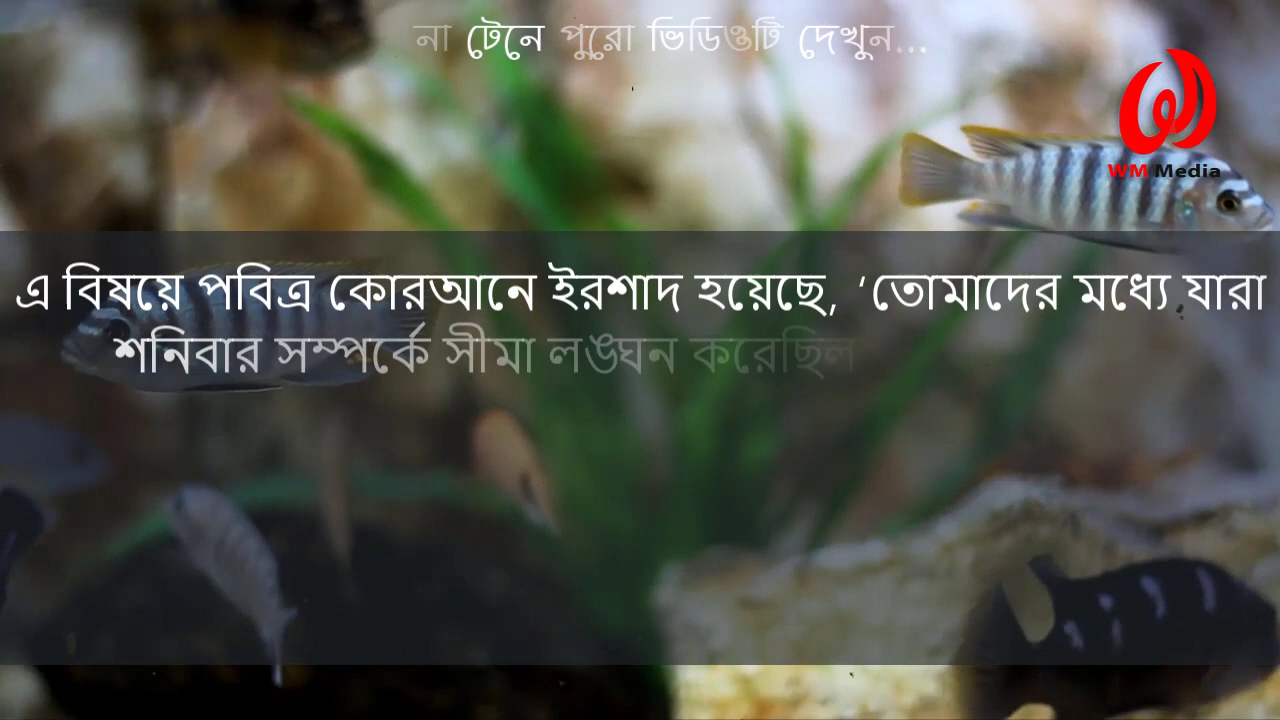 না টেনে পুরো ভিডিওটি দেখুন...
WM Media
এ বিষয়ে পবিত্র কোরআনে ইরশাদ হয়েছে, ‘তোমাদের মধ্যে যারা
শনিবার সম্পর্কে সীমা লঙ্ঘন করেছিল